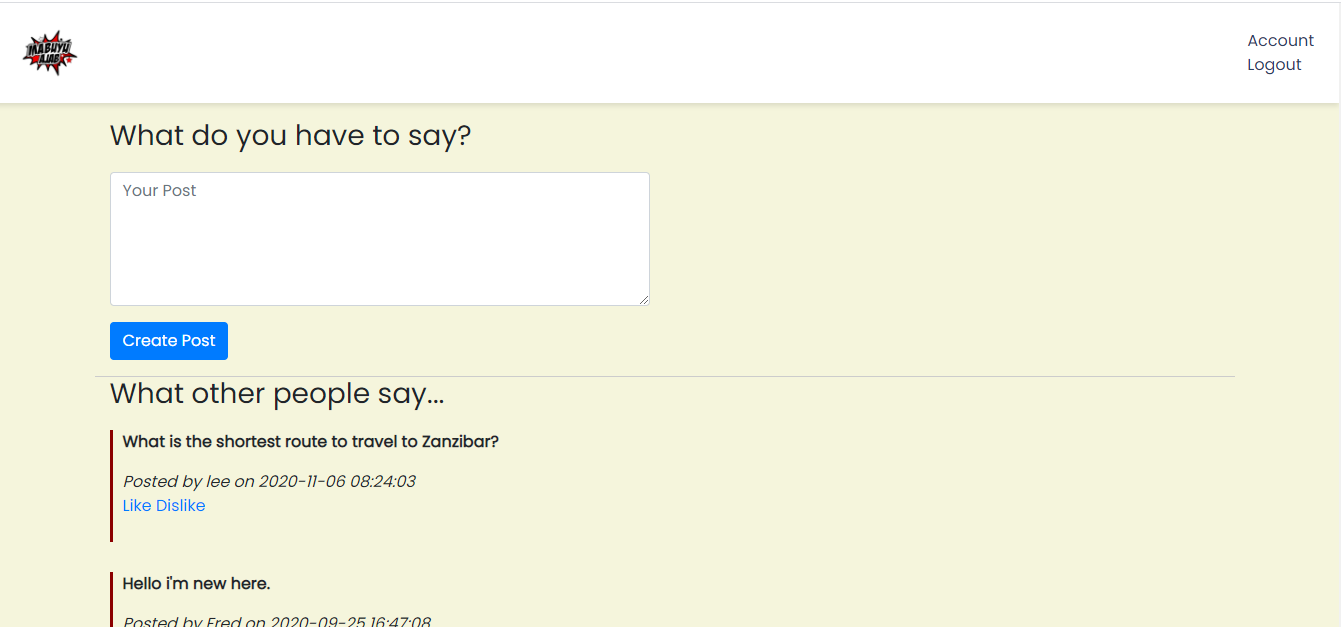 MABUYU
AJAB
Account
Logout
What do you have to say?
Your Post
Create Post
What other people say...
What is the shortest route to travel to Zanzibar?
Posted by lee on 2020-11-06 08:24:03
Like Dislike
Hello i'm new here.
Posted by Fred on 2020-09-25 16:47:08